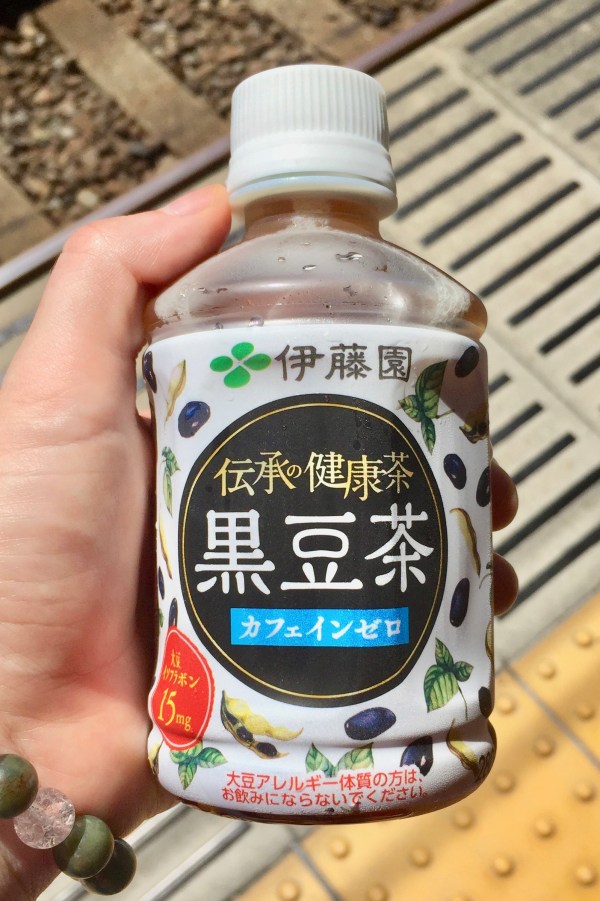 伊藤園
伝承の健康茶
黒豆茶
カフェインゼロ
大豆
イソフラボン
15mg
大豆アレルギー体質の方は、
お飲みにならないでください。